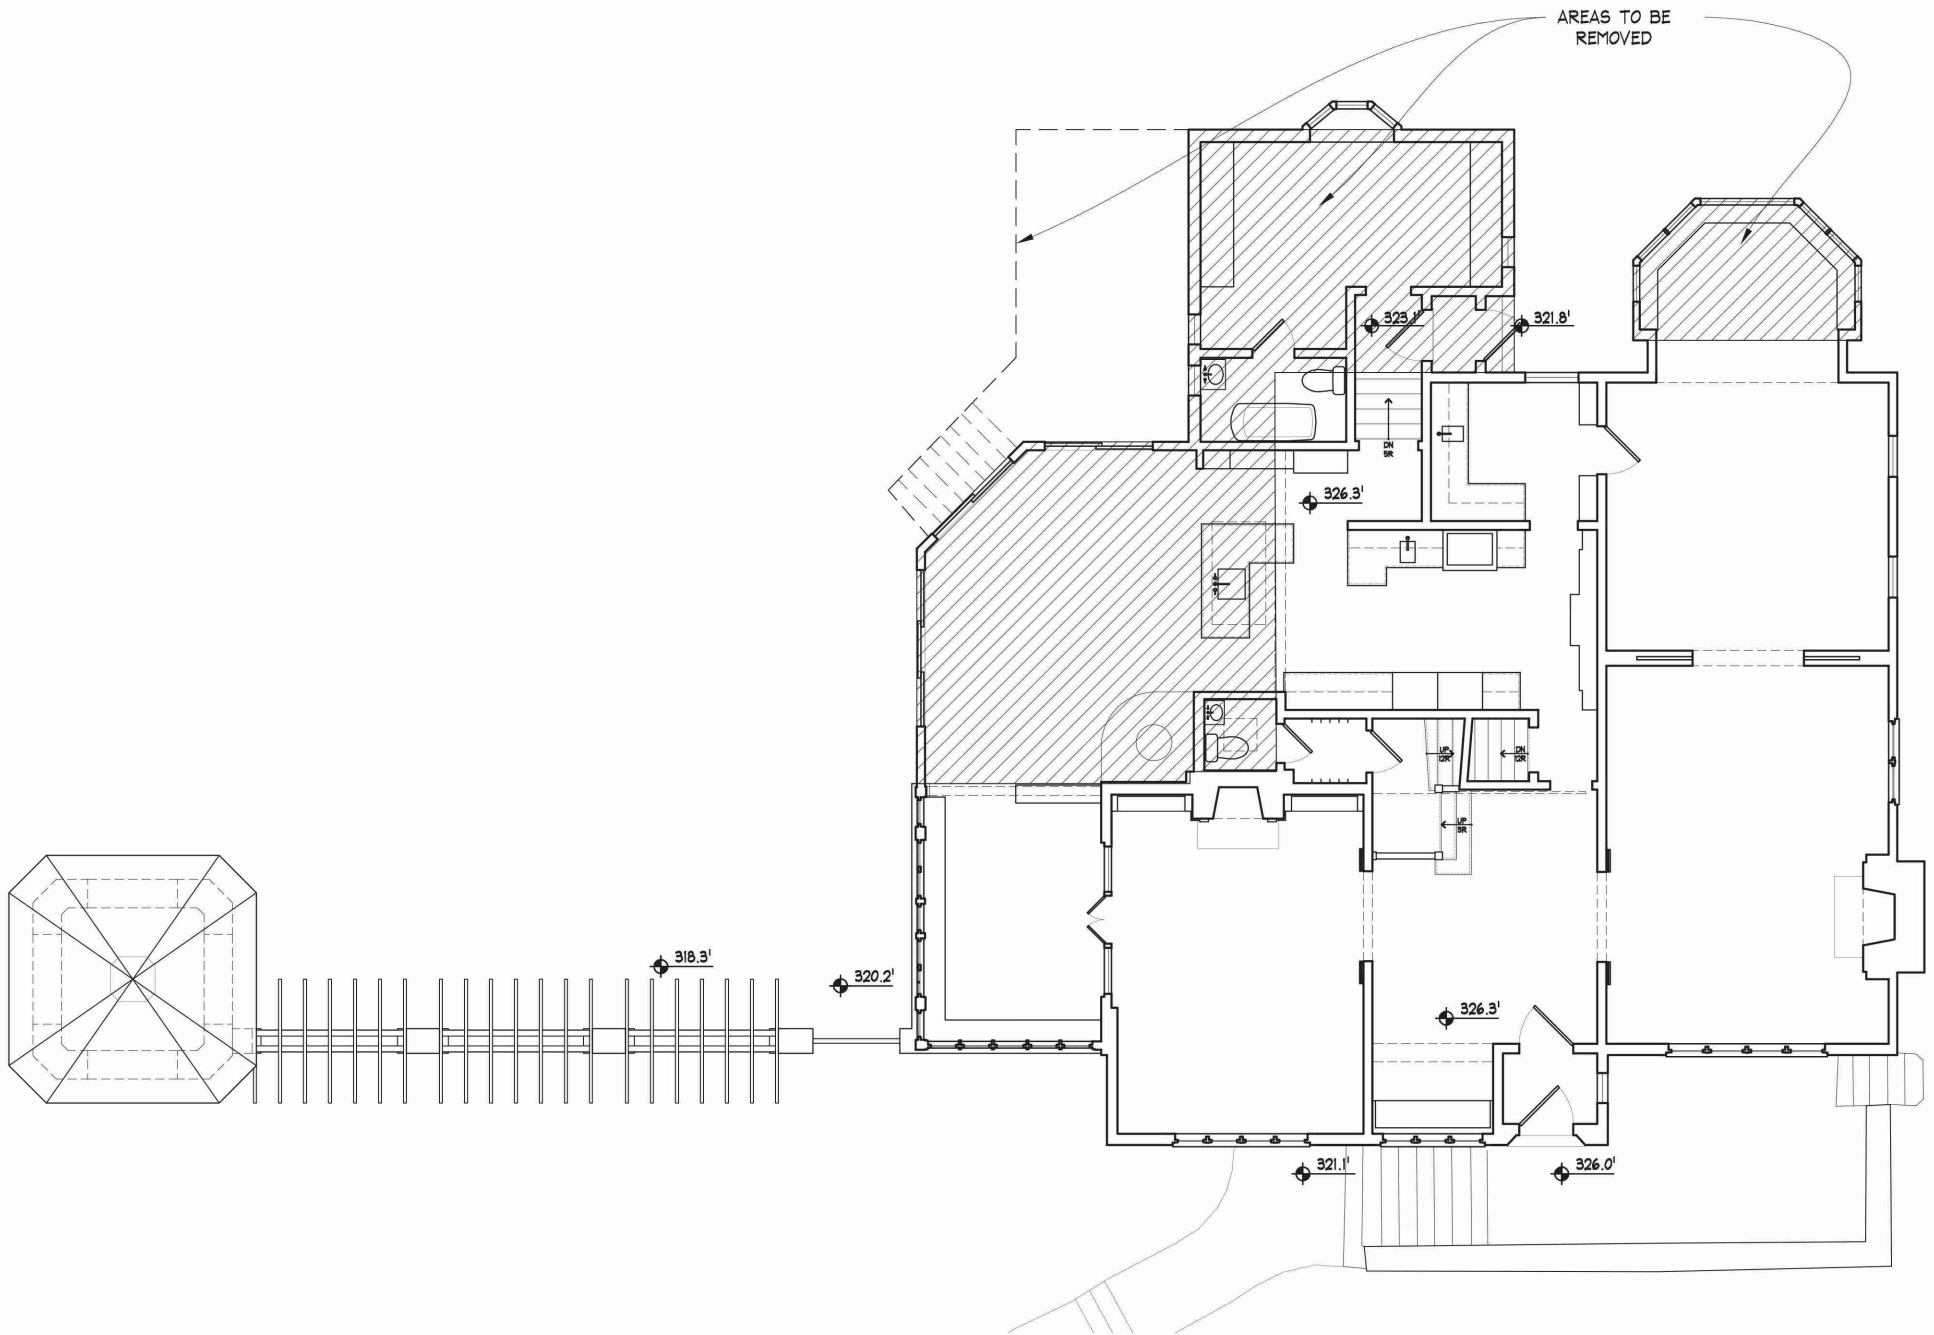 AREAS TO BE
REMOVED
323.1'
321.8'
DN
5R
326.3'
UP
12R
DN
12R
UP
3R
318.3'
320.2'
326.3'
321.1'
326.0'